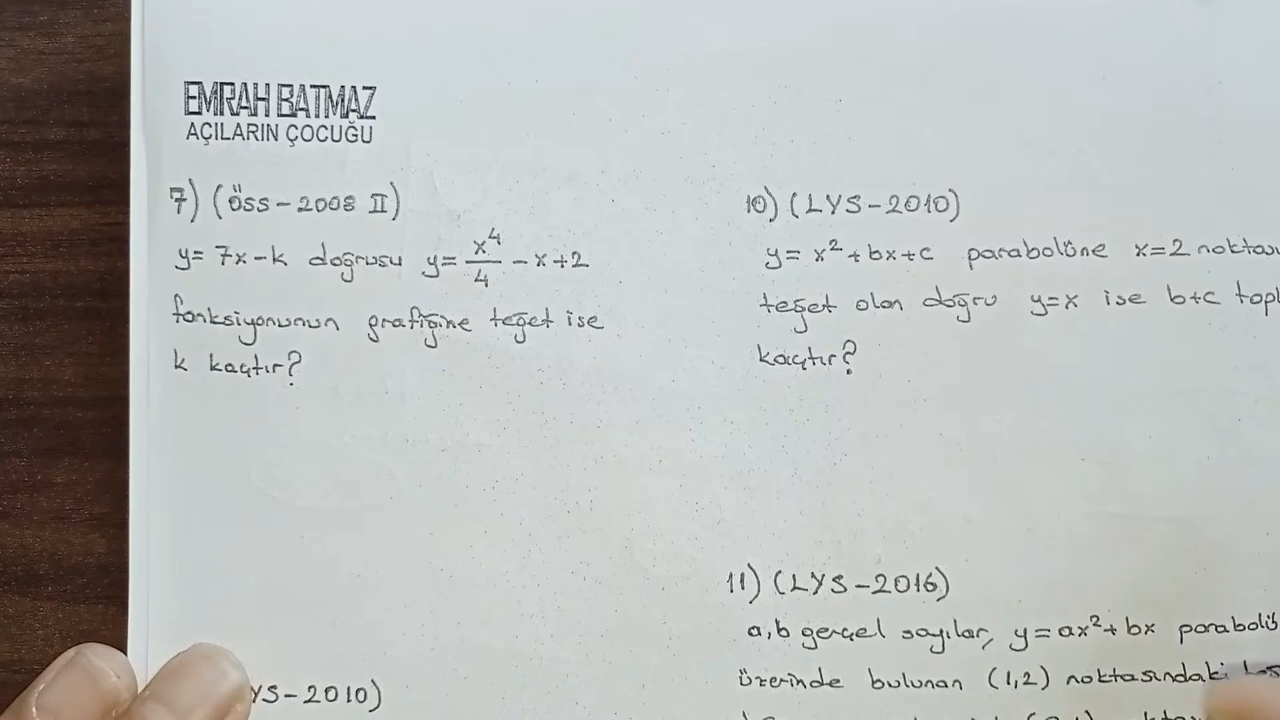 EMRAH BATMAZ
AÇILARIN ÇOCUĞU
7) (ÖSS-2008 II)
y= 7x-k doğrusu y= x⁴/4 - x+2
fonksiyonunun grafiğine teğet ise
k kaçtır?
YS-2010)
10) (LYS-2010)
y= x²+bx+c parabolüne x=2 noktası
teğet olan doğru y=x ise b+c topl
kaçtır?
11) (LYS-2016)
a,b gerçel sayılar, y=ax²+bx parabolü
üzerinde bulunan (1,2) noktasındaki